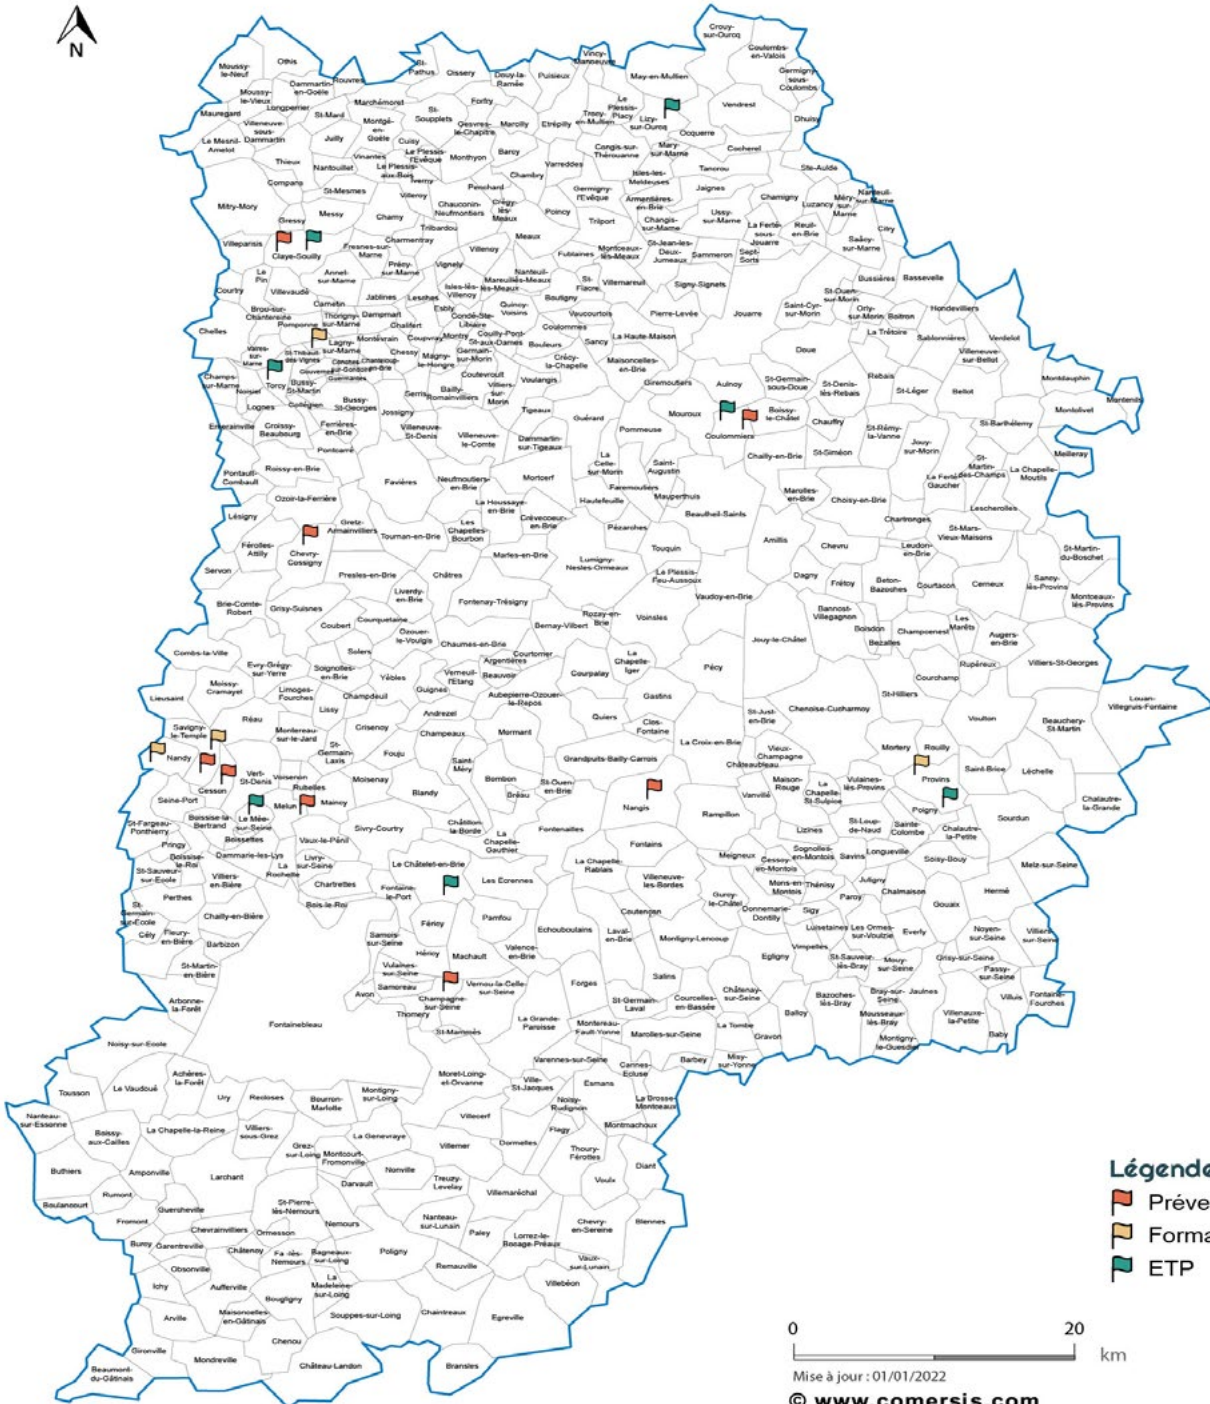 N
Crouy-
sur-Ourcq
Coulombs-
en-Valois
Germigny-
sous-
Coulombs
Moussy-
le-Neuf
Othis
St-
Pathus
Oissery
Douy-la-
Ramée
Puisieux
Vincy-
Manoeuvre
May-en-Mullien
Dammartin-
en-Goële
Rouvres
Moussy-
le-Vieux
Longperrier
Marchémoret
Forfry
Le
Plessis-
Placy
Vendrest
Mauregard
St-Mard
Montgé-
en-
Goële
St-
Soupplets
Gesvres-
le-Chapitre
Marcilly
Etrépilly
Trocy-
en-Mullien
Lizy-
sur-Ourcq
Dhuisy
Villeneuve-
sous-
Dammartin
Le Mesnil-
Amelot
Juilly
Cuisy
Ocquerre
Thieux
Vinantes
Le Plessis-
l'Evêque
Monthyon
Barcy
Varreddes
Congis-sur-
Thérouanne
Mary-
sur-Marne
Cocherel
Nantouillet
Le Plessis-
aux-Bois
Iverny
Chambry
Tancrou
Ste-Aulde
Compans
St-Mesmes
Villeroy
Penchard
Germigny-
l'Evêque
Isles-les-
Meldeuses
Jaignes
Mitry-Mory
Messy
Charny
Chauconin-
Neufmontiers
Crégy-
lès-
Meaux
Poincy
Trilport
Armentières-
en-Brie
Changis-
sur-Marne
Ussy-
sur-Marne
Chamigny
Luzancy
Méry-
sur-
Marne
Nanteuil-
sur-Marne
Gressy
Trilbardou
Charmentray
Meaux
La Ferté-
sous-
Jouarre
Reuil-
en-Brie
Saâcy-
sur-Marne
Citry
Villeparisis
Claye-Souilly
Fresnes-sur-
Marne
Précy-
sur-Marne
Vignely
Villenoy
Fublaines
Montceaux-
lès-Meaux
St-Jean-les-
Deux-
Jumeaux
Sammeron
Sept-
Sorts
Le
Pin
Annet-
sur-Marne
Isles-lès-
Villenoy
Mareuil-
lès-Meaux
Nanteuil-
lès-Meaux
St-
Fiacre
Villemareuil
Signy-Signets
Bussières
Bassevelle
Courtry
Villevaudé
Carnetin
Jablines
Lesches
Boutigny
St-Ouen-
sur-Morin
Brou-sur-
Chantereine
Pomponne
Thorigny-
sur-Marne
Dampmart
Esbly
Condé-Ste-
Libiaire
Quincy-
Voisins
Vaucourtois
Pierre-Levée
Jouarre
Saint-Cyr-
sur-Morin
Orly-
sur-Morin
Boitron
Hondevilliers
Chelles
Lagny-
sur-Marne
Chalifert
Coupvray
Montry
Couilly-Pont-
aux-Dames
Coulommes
Bouleurs
Sancy
La Haute-Maison
La Trétoire
Sablonnières
Verdelot
Vaires-
sur-
Marne
St-Thibault-
des-Vignes
Montévrain
Chessy
Magny-
le-Hongre
St-
Germain-
sur-Morin
Crécy-
la-Chapelle
Maisoncelles-
en-Brie
Doue
Villeneuve-
sur-Bellot
Champs-
sur-Marne
Noisiel
Torcy
Gouvernes
Conches-
sur-Gondoire
Guermantes
Chanteloup-
en-Brie
Bussy-
St-Martin
Collégien
Serris
Bailly-
Romainvilliers
Coutevroult
Villiers-
sur-
Morin
Voulangis
Giremoutiers
Aulnoy
St-Germain-
sous-Doue
St-Denis-
lès-Rebais
Rebais
St-Léger
Bellot
Montdauphin
Montenils
Lognes
Bussy-
St-Georges
Jossigny
Tigeaux
Guérard
Mouroux
Coulommiers
Boissy-
le-Châtel
Chauffry
Montolivet
Emerainville
Croissy-
Beaubourg
Ferrières-
en-Brie
Villeneuve-
St-Denis
Villeneuve-
le-Comte
Dammartin-
sur-Tigeaux
Pommeuse
St-Rémy-
la-Vanne
St-Barthélemy
Pontcarré
La
Celle-
sur-Morin
Saint-
Augustin
Chailly-en-Brie
St-Siméon
Jouy-
sur-Morin
Meilleray
Pontault-
Combault
Roissy-en-Brie
Favières
Neufmoutiers-
en-Brie
Mortcerf
Faremoutiers
La Ferté-
Gaucher
St-
Martin-
des-Champs
La Chapelle-
Moutils
Ozoir-la-Ferrière
La Houssaye-
en-Brie
Hautefeuille
Mauperthuis
Marolles-
en-Brie
Choisy-en-Brie
Lescherolles
Lésigny
Gretz-
Armainvilliers
Tournan-en-Brie
Les
Chapelles-
Bourbon
Crèvecoeur-
en-Brie
Pézarches
Beautheil-Saints
Chartronges
St-Mars-
Vieux-Maisons
Férolles-
Attilly
Chevry-
Cossigny
Marles-en-Brie
Lumigny-
Nesles-Ormeaux
Touquin
Amillis
Chevru
Leudon-
en-Brie
St-Martin-
du-Boschet
Servon
Presles-en-Brie
Châtres
Le Plessis-
Feu-Aussoux
Dagny
Frétoy
Beton-
Bazoches
Courtacon
Cerneux
Sancy-
lès-Provins
Brie-Comte-
Robert
Grisy-Suisnes
Liverdy-
en-Brie
Fontenay-Trésigny
Vaudoy-en-Brie
Montceaux-
lès-Provins
Coubert
Courquetaine
Bernay-Vilbert
Rozay-en-
Brie
Voinsles
Bannost-
Villegagnon
Boisdon
Bezalles
Champcenest
Les
Marêts
Augers-
en-Brie
Combs-la-Ville
Solers
Ozouer-
le-Voulgis
Chaumes-en-Brie
Courtomer
Jouy-le-Châtel
Rupéreux
Villiers-St-Georges
Evry-Grégy-
sur-Yerre
Soignolles-
en-Brie
Yèbles
Verneuil-
l'Etang
Argentières
Beauvoir
Courpalay
La
Chapelle-
Iger
Pécy
Courchamp
Lieusaint
Moissy-
Cramayel
Limoges-
Fourches
Champdeuil
Guignes
Aubepierre-Ozouer-
le-Repos
Gastins
St-Hilliers
Louan-
Villegruis-Fontaine
Réau
Lissy
Andrezel
Quiers
Clos-
Fontaine
St-Just-
en-Brie
Chenoise-Cucharmoy
Voulton
Beauchery-
St-Martin
Savigny-
le-Temple
Montereau-
sur-le-Jard
Crisenoy
Champeaux
Mormant
La Croix-en-Brie
Nandy
St-
Germain-
Laxis
Fouju
Saint-
Méry
Grandpuits-Bailly-Carrois
Vieux-
Champagne
Châteaubleau
Mortery
Rouilly
Saint-Brice
Léchelle
Cesson
Vert-
St-Denis
Voisenon
Rubelles
Moisenay
Blandy
Bombon
Bréau
St-Ouen-
en-Brie
Maison-
Rouge
Vanvillé
La
Chapelle-
St-Sulpice
Vulaines-
lès-Provins
Provins
Poigny
Chalautre-
la-Grande
Seine-Port
Melun
Maincy
Nangis
Rampillon
Sourdun
St-Fargeau-
Ponthierry
Boissise-la-
Bertrand
Le Mée-
sur-Seine
Boissettes
Sivry-Courtry
Châtillon-
la-Borde
Fontenailles
Lizines
St-Loup-
de-Naud
Sainte-
Colombe
Chalautre-
la-Petite
Pringy
Vaux-le-Pénil
La
Chapelle-
Gauthier
Fontains
Boissise-
le-Roi
Dammarie-les-Lys
Livry-
sur-Seine
Le Châtelet-en-Brie
La Chapelle-
Rablais
Meigneux
Cessoy-
en-Montois
Sognolles-
en-Montois
Savins
Longueville
Soisy-Bouy
Melz-sur-Seine
St-Sauveur-
sur-Ecole
Villiers-
en-Bière
La
Rochette
Chartrettes
Fontaine-
le-Port
Les Écrennes
Villeneuve-
les-Bordes
Mons-en-
Montois
Thénisy
Jutigny
Chalmaison
Hermé
Perthes
Bois-le-Roi
Gurcy-
le-Châtel
Donnemarie-
Dontilly
Paroy
Gouaix
St-
Germain-
sur-Ecole
Chailly-en-Bière
Féricy
Pamfou
Coutençon
Sigy
Cély
Fleury-
en-Bière
Barbizon
Samois-
sur-Seine
Echouboulains
Laval-
en-Brie
Montigny-Lencoup
Luisetaines
Les Ormes-
sur-Voulzie
Everly
Noyen-
sur-Seine
Villiers-
sur-Seine
Héricy
Machault
Valence-
en-Brie
Vimpelles
St-Martin-
en-Bière
Vulaines-
sur-Seine
Samoreau
Salins
Egligny
St-Sauveur-
lès-Bray
Mouy-
sur-Seine
Grisy-sur-Seine
Passy-
sur-Seine
Arbonne-
la-Forêt
Avon
Champagne-
sur-Seine
Vernou-la-Celle-
sur-Seine
Forges
St-Germain-
Laval
Courcelles-
en-Bassée
Châtenay-
sur-Seine
Bazoches-
lès-Bray
Bray-sur-
Seine
Jaulnes
Villuis
Fontaine-
Fourches
Fontainebleau
Thomery
St-Mammès
La Grande-
Paroisse
Montereau-
Fault-Yonne
Marolles-sur-Seine
La Tombe
Gravon
Balloy
Mousseaux-
lès-Bray
Villenauxe-
la-Petite
Baby
Montigny-
le-Guesdier
Noisy-sur-Ecole
Varennes-sur-Seine
Cannes-
Ecluse
Barbey
Misy-
sur-Yonne
Tousson
Le Vaudoué
Achères-
la-Forêt
Moret-Loing-
et-Orvanne
Ville-
St-Jacques
Esmans
Ury
Recloses
Bourron-
Marlotte
Montigny-
sur-Loing
Noisy-
Rudignon
La Brosse-
Montceaux
Nanteau-
sur-Essonne
Boissy-
aux-Cailles
La Chapelle-la-Reine
Villiers-
sous-Grez
Villecerf
Flagy
Montmachoux
Grez-
sur-Loing
La Genevraye
Montcourt-
Fromonville
Villemer
Dormelles
Thoury-
Férottes
Diant
Buthiers
Amponville
Larchant
Darvault
Nonville
Treuzy-
Levelay
Villemaréchal
Voulx
Boulancourt
Rumont
Guercheville
St-Pierre-
lès-Nemours
Nanteau-
sur-Lunain
Fromont
Chevrainvilliers
Ormesson
Nemours
Paley
Lorrez-le-
Bocage-Préaux
Chevry-
en-Sereine
Blennes
Burcy
Garentreville
Châtenoy
Fa -lès-
Nemours
Bagneaux-
sur-Loing
Poligny
Remauville
Vaux-
sur-Lunain
Obsonville
Ichy
Aufferville
La
Madeleine-
sur-Loing
Villebéon
Bougligny
Arville
Maisoncelles-
en-Gâtinais
Souppes-sur-Loing
Chaintreaux
Egreville
Gironville
Chenou
Beaumont-
du-Gâtinais
Mondreville
Château-Landon
Bransles
Légende
Préve
Forma
ETP
0 20
km
Mise à jour : 01/01/2022
© www.comersis.com